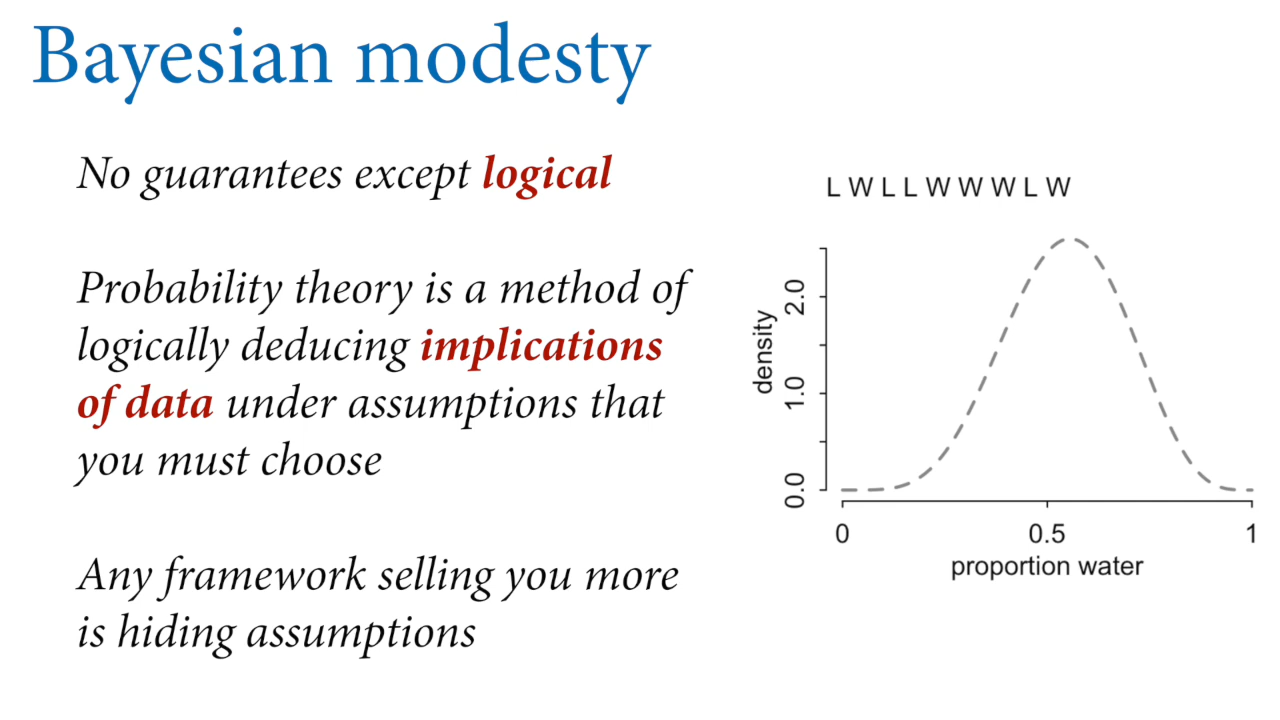 Bayesian modesty
No guarantees except logical
Probability theory is a method of
logically deducing implications
of data under assumptions that
you must choose
Any framework selling you more
is hiding assumptions
L W L L W W W L W
density
2.0
1.0
0.0
0 0.5 1
proportion water